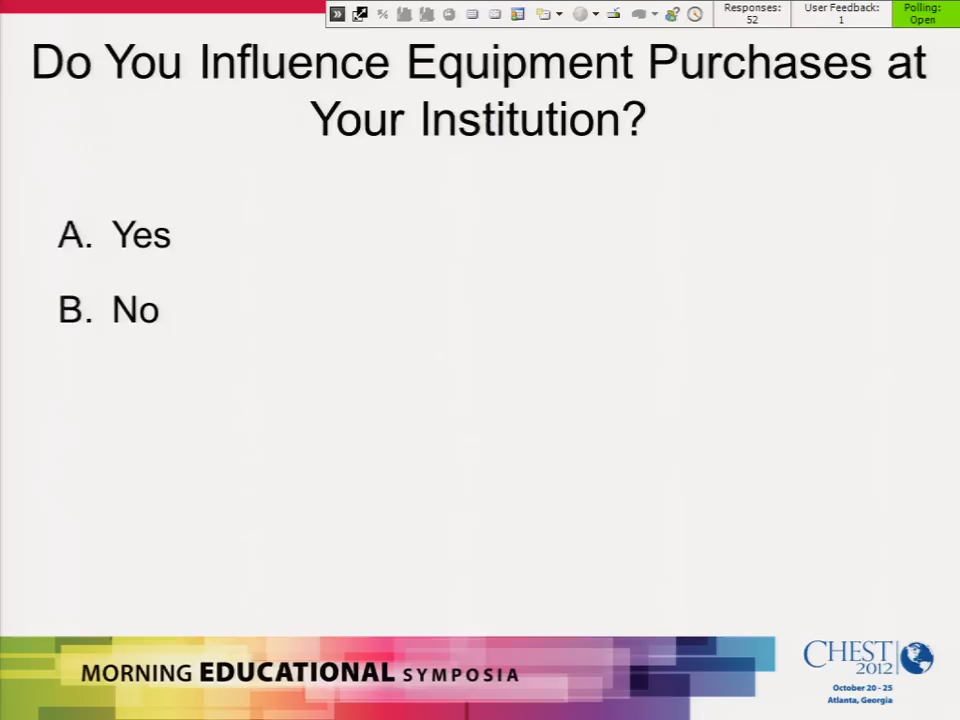 Responses:
52
User Feedback:
1
Polling:
Open
Do You Influence Equipment Purchases at
Your Institution?
A. Yes
B. No
MORNING EDUCATIONAL SYMPOSIA
CHEST
2012
October 20 - 25
Atlanta, Georgia